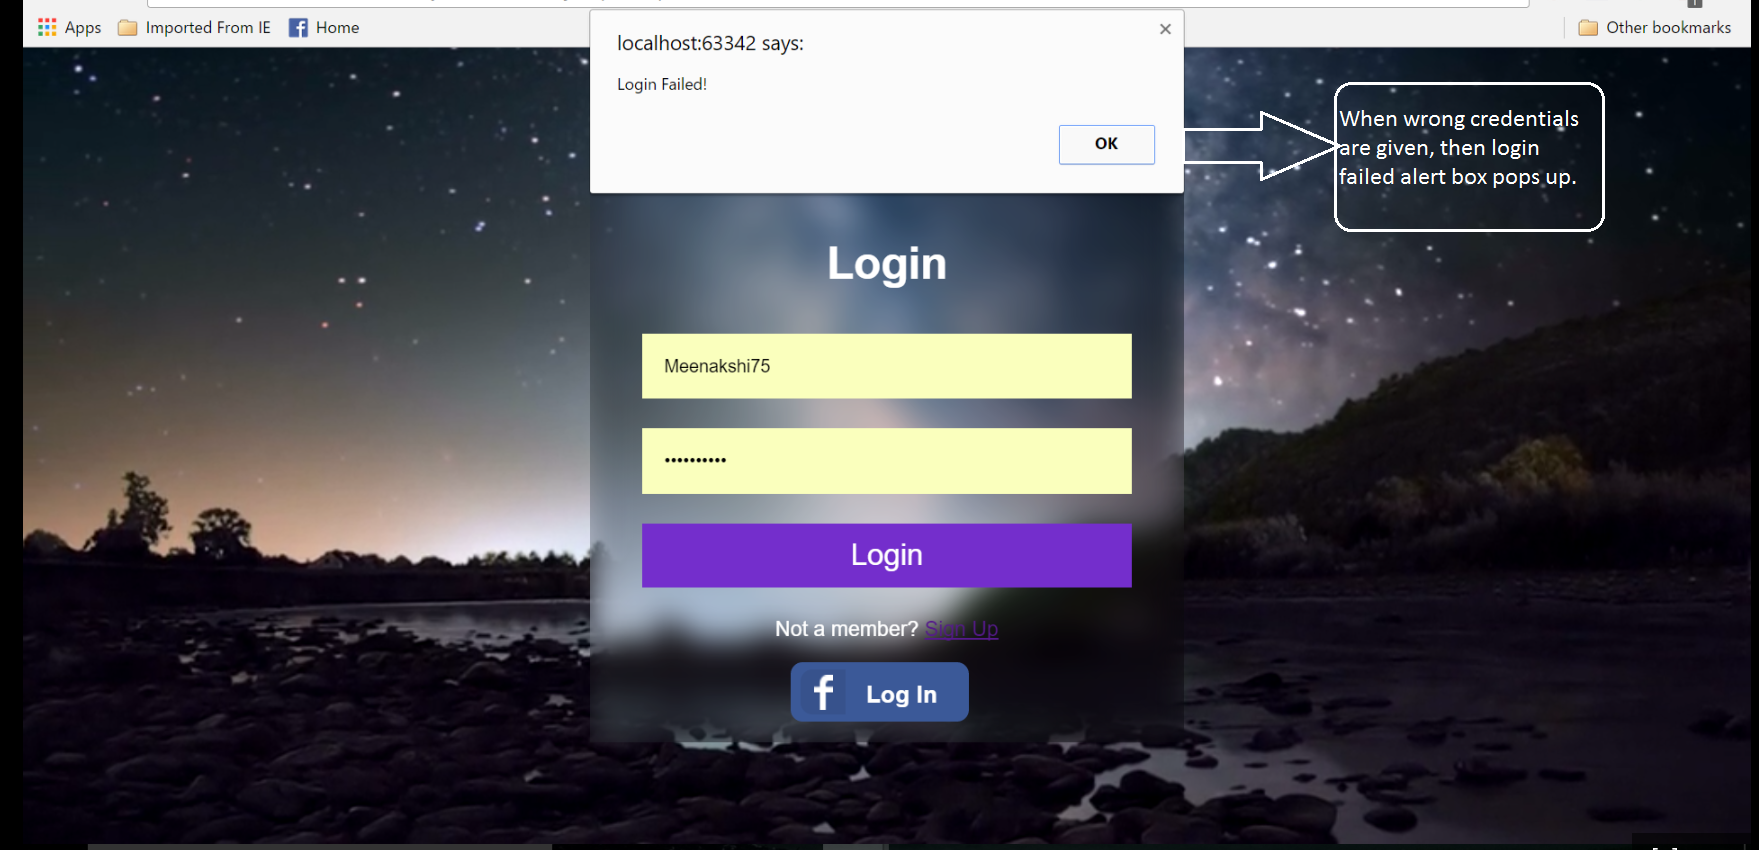 Apps Imported From IE Home Other bookmarks
localhost:63342 says:
Login Failed!
OK
When wrong credentials
are given, then login
failed alert box pops up.
Login
Meenakshi75
••••••••••
Login
Not a member? Sign Up
f Log In